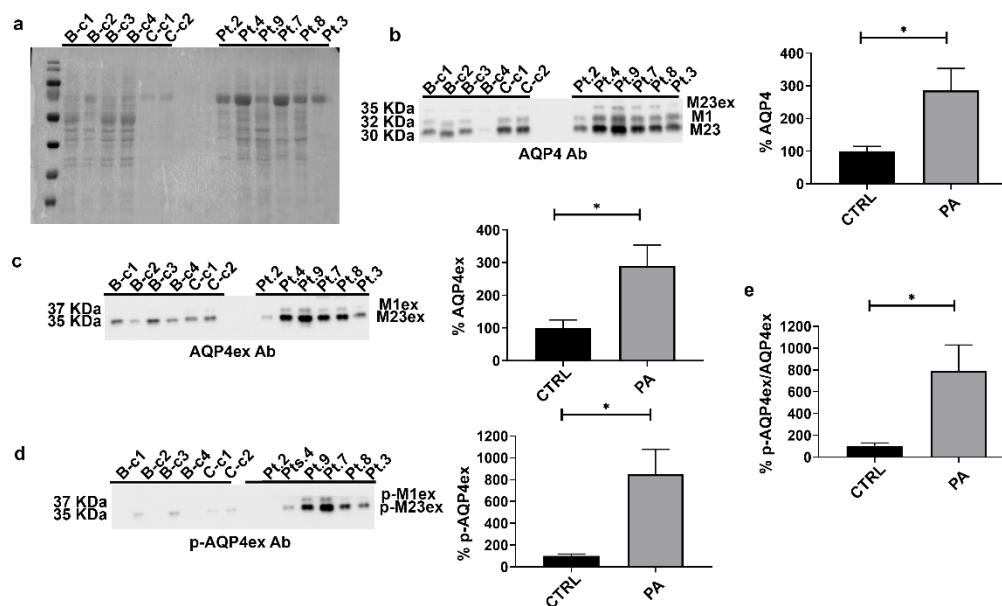 a
B-c1 B-c2 B-c3 B-c4 C-c1 C-c2 Pt.2 Pt.4 Pt.9 Pt.7 Pt.8 Pt.3
b
B-c1 B-c2 B-c3 B-c4 C-c1 C-c2 Pt.2 Pt.4 Pt.9 Pt.7 Pt.8 Pt.3
35 KDa M23ex
32 KDa M1
30 KDa M23
AQP4 Ab
% AQP4
400
300
200
100
0
*
CTRL PA
c
B-c1 B-c2 B-c3 B-c4 C-c1 C-c2 Pt.2 Pt.4 Pt.9 Pt.7 Pt.8 Pt.3
37 KDa M1ex
35 KDa M23ex
AQP4ex Ab
% AQP4ex
400
300
200
100
0
*
CTRL PA
d
B-c1 B-c2 B-c3 B-c4 C-c1 C-c2 Pt.2 Pts.4 Pt.9 Pt.7 Pt.8 Pt.3
37 KDa p-M1ex
35 KDa p-M23ex
p-AQP4ex Ab
% p-AQP4ex
1200
1000
800
600
400
200
0
*
CTRL PA
e
% p-AQP4ex/AQP4ex
1200
1000
800
600
400
200
0
*
CTRL PA